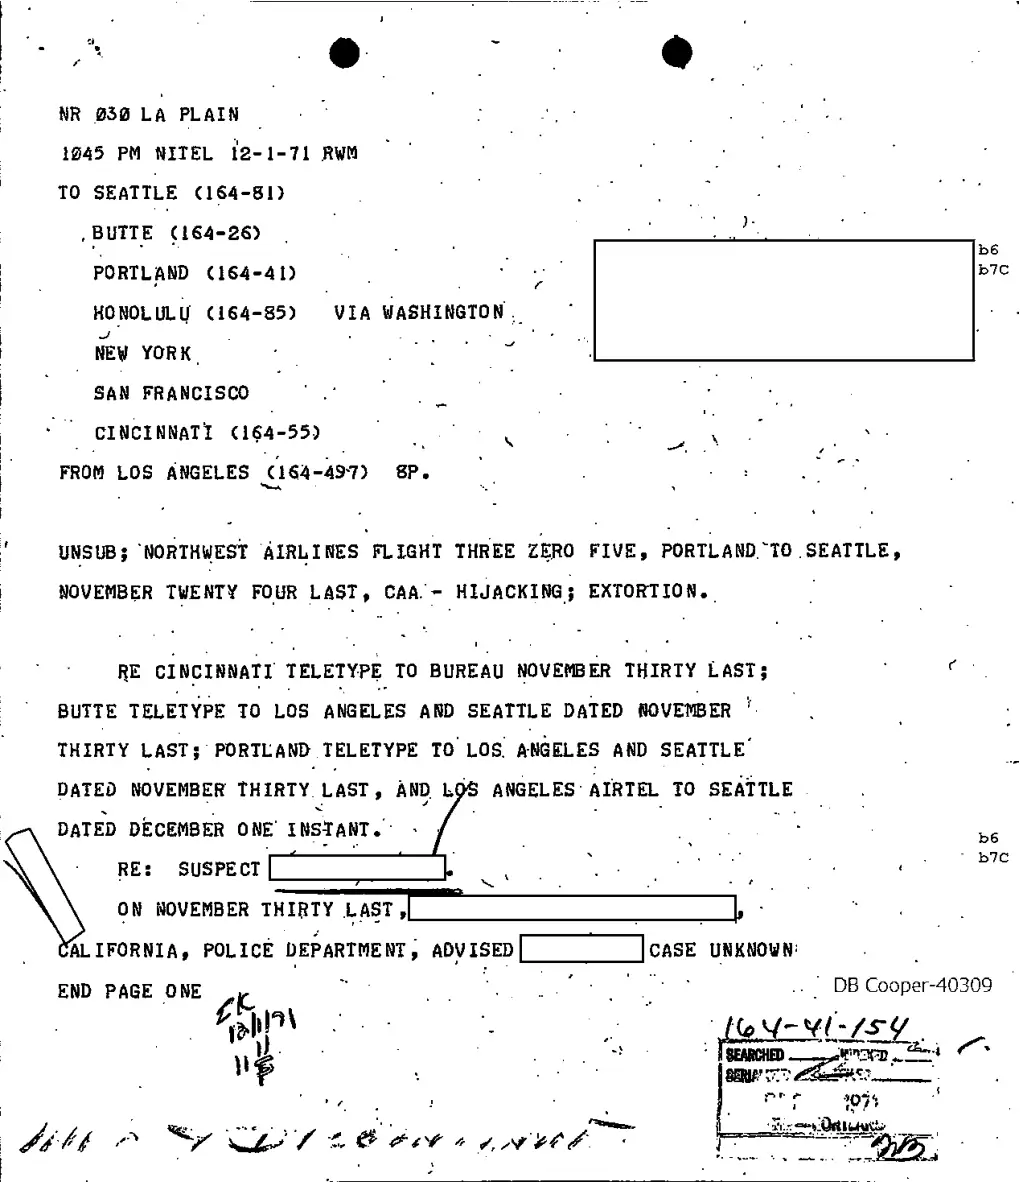 NR 030 LA PLAIN
1045 PM NITEL 12-1-71 RWM
TO SEATTLE (164-81)
BUTTE (164-26)
b6
PORTLAND (164-41)
b7C
HONOLULU (164-85) VIA WASHINGTON
NEW YORK
SAN FRANCISCO
CINCINNATI (164-55)
FROM LOS ANGELES (164-497) 8P.
UNSUB; NORTHWEST AIRLINES FLIGHT THREE ZERO FIVE, PORTLAND TO SEATTLE,
NOVEMBER TWENTY FOUR LAST, CAA - HIJACKING; EXTORTION.
RE CINCINNATI TELETYPE TO BUREAU NOVEMBER THIRTY LAST;
BUTTE TELETYPE TO LOS ANGELES AND SEATTLE DATED NOVEMBER
THIRTY LAST; PORTLAND TELETYPE TO LOS ANGELES AND SEATTLE
DATED NOVEMBER THIRTY LAST, AND LOS ANGELES AIRTEL TO SEATTLE
DATED DECEMBER ONE INSTANT.
b6
b7C
RE: SUSPECT .
ON NOVEMBER THIRTY LAST, ,
CALIFORNIA, POLICE DEPARTMENT, ADVISED CASE UNKNOWN
END PAGE ONE
DB Cooper-40309
164-41-154
SEARCHED